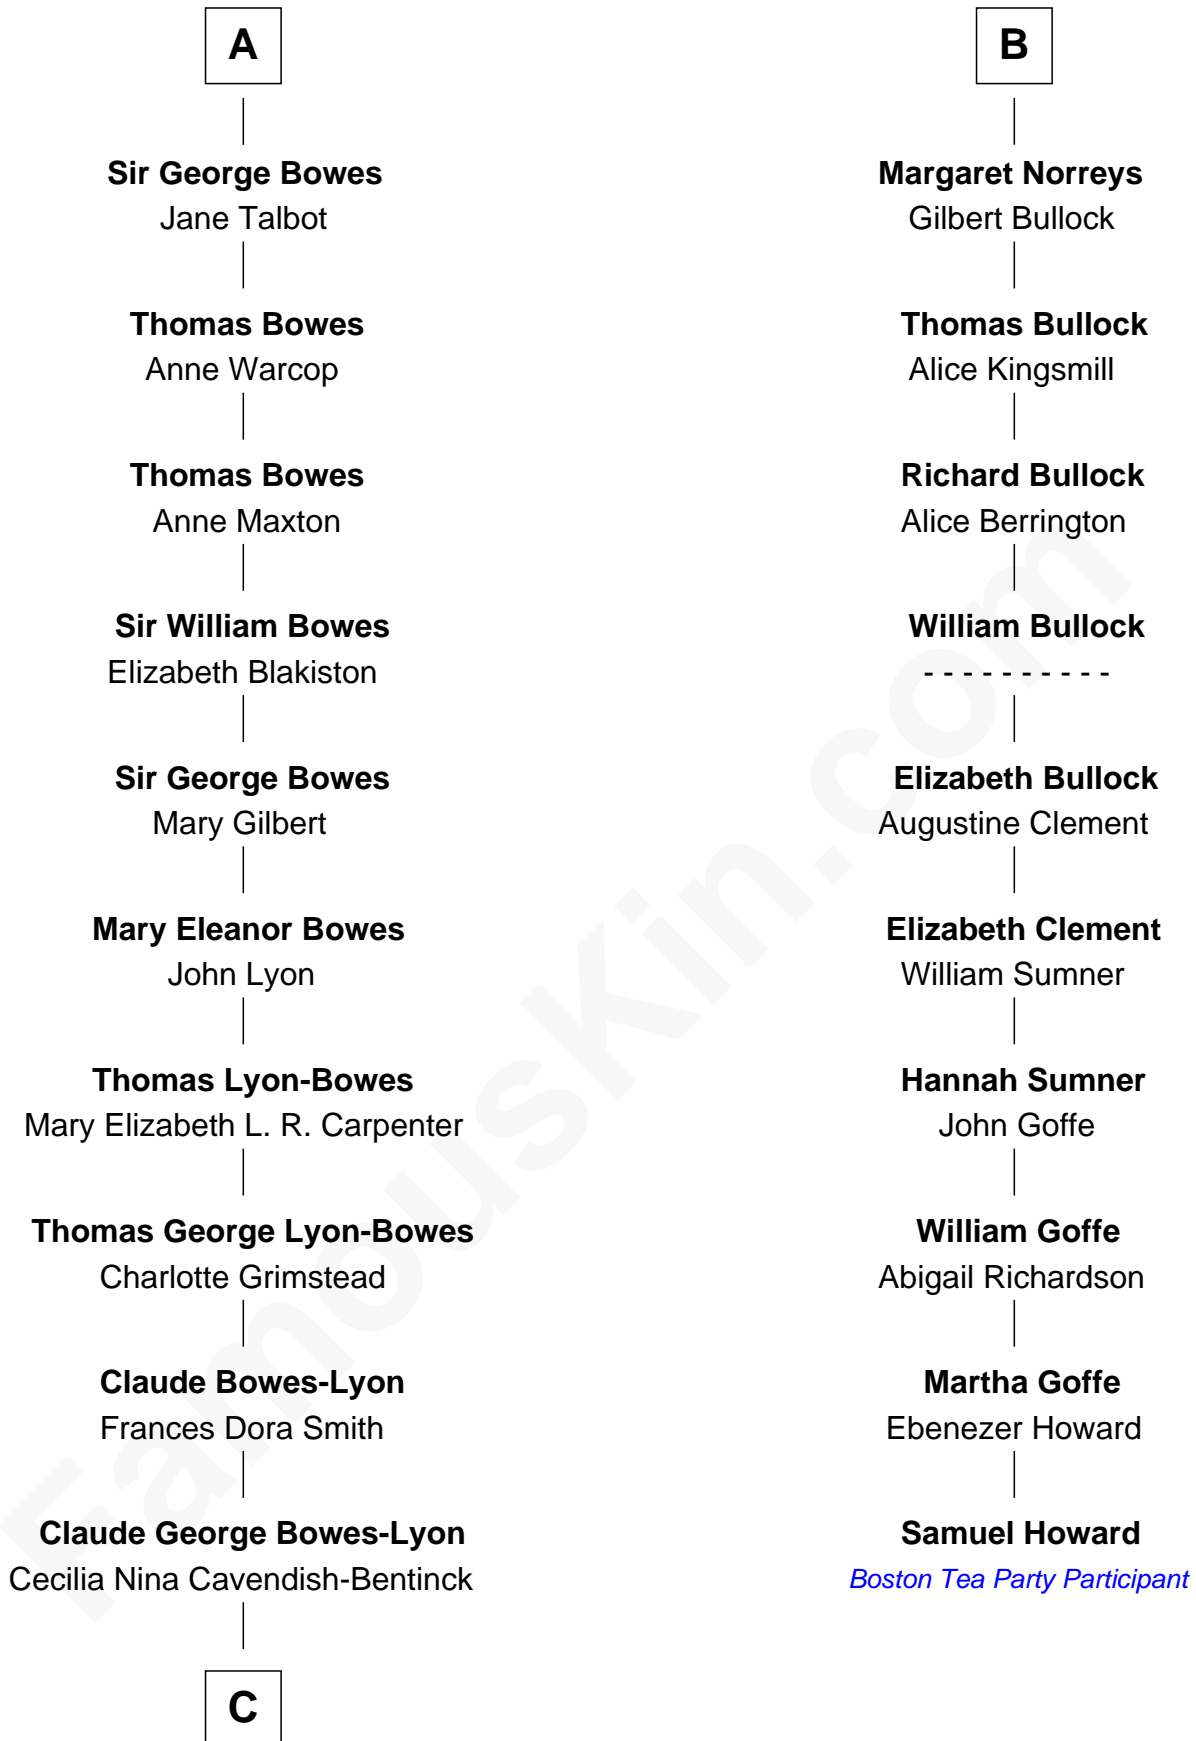 A
Sir George Bowes
Jane Talbot
Thomas Bowes
Anne Warcop
Thomas Bowes
Anne Maxton
Sir William Bowes
Elizabeth Blakiston
Sir George Bowes
Mary Gilbert
Mary Eleanor Bowes
John Lyon
Thomas Lyon-Bowes
Mary Elizabeth L. R. Carpenter
Thomas George Lyon-Bowes
Charlotte Grimstead
Claude Bowes-Lyon
Frances Dora Smith
Claude George Bowes-Lyon
Cecilia Nina Cavendish-Bentinck
C
B
Margaret Norreys
Gilbert Bullock
Thomas Bullock
Alice Kingsmill
Richard Bullock
Alice Berrington
William Bullock
- - - - - - - - - -
Elizabeth Bullock
Augustine Clement
Elizabeth Clement
William Sumner
Hannah Sumner
John Goffe
William Goffe
Abigail Richardson
Martha Goffe
Ebenezer Howard
Samuel Howard
Boston Tea Party Participant
FamousKin.com